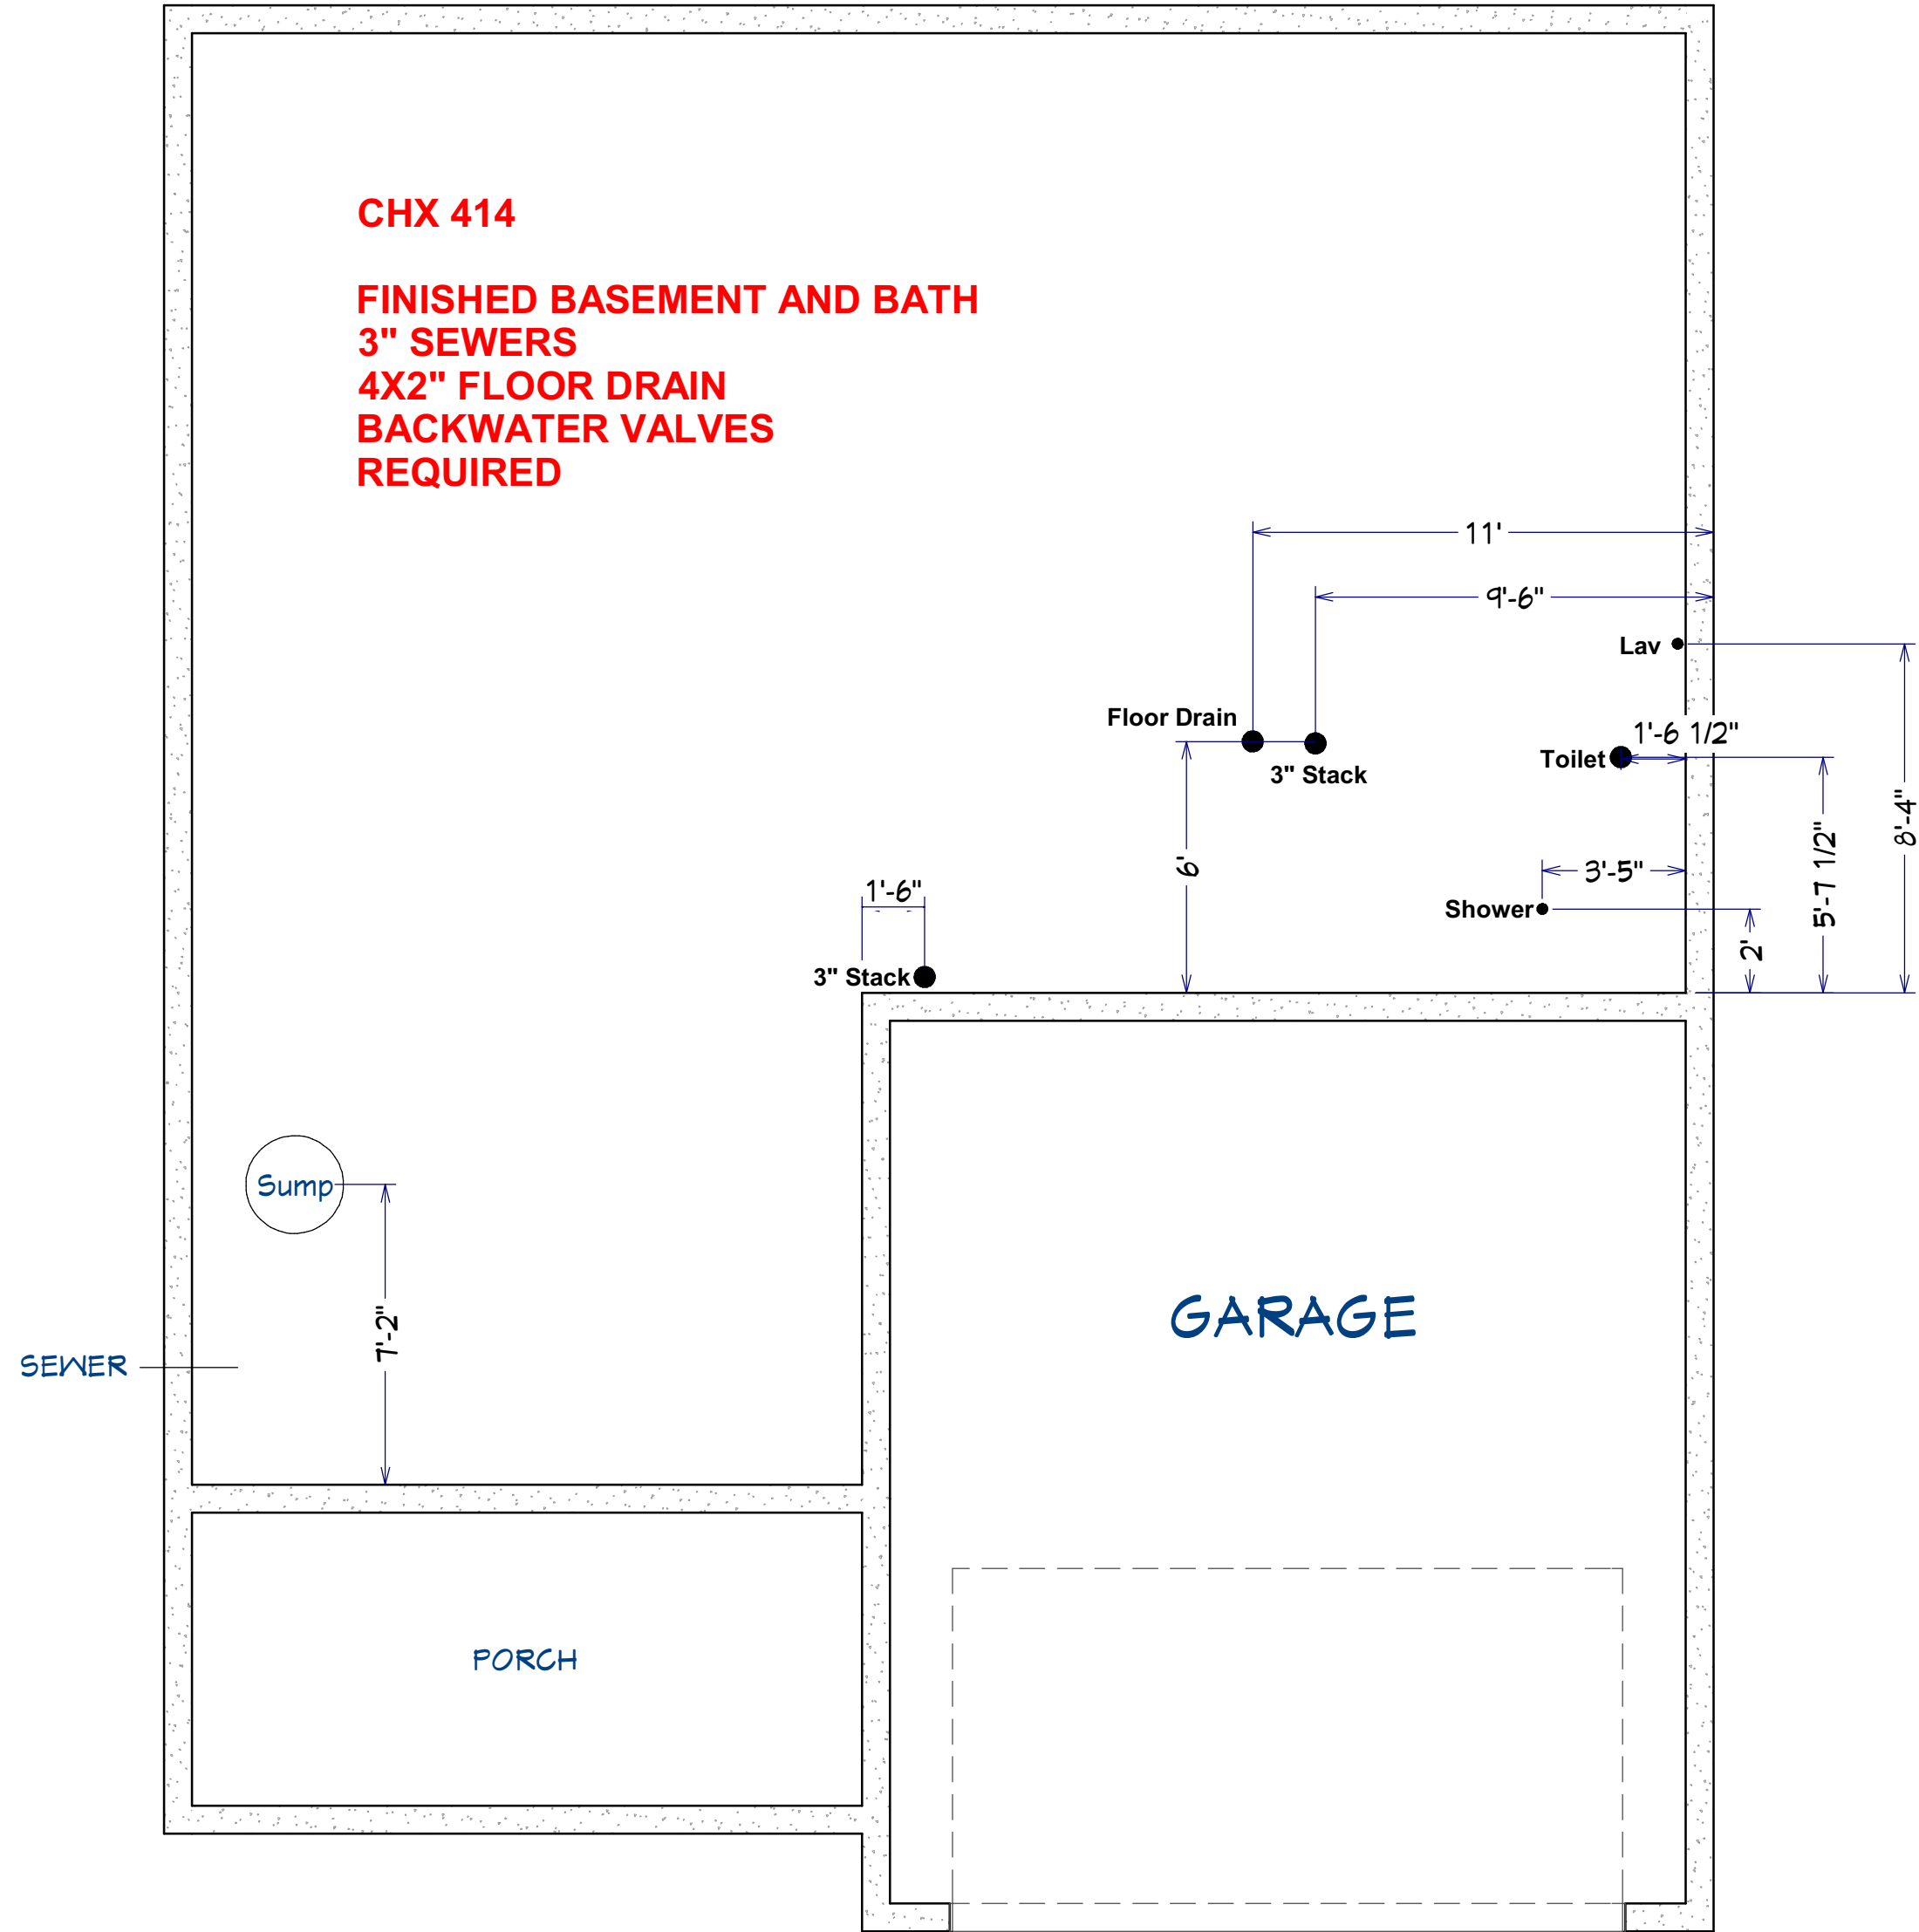 CHX 414
FINISHED BASEMENT AND BATH
3" SEWERS
4X2" FLOOR DRAIN
BACKWATER VALVES
REQUIRED
11'
9'-6"
Lav
Floor Drain
1'-6 1/2"
Toilet
3" Stack
8'-4"
5'-7 1/2"
6'
3'-5"
1'-6"
Shower
2'
3" Stack
Sump
7'-2"
GARAGE
SEWER
PORCH